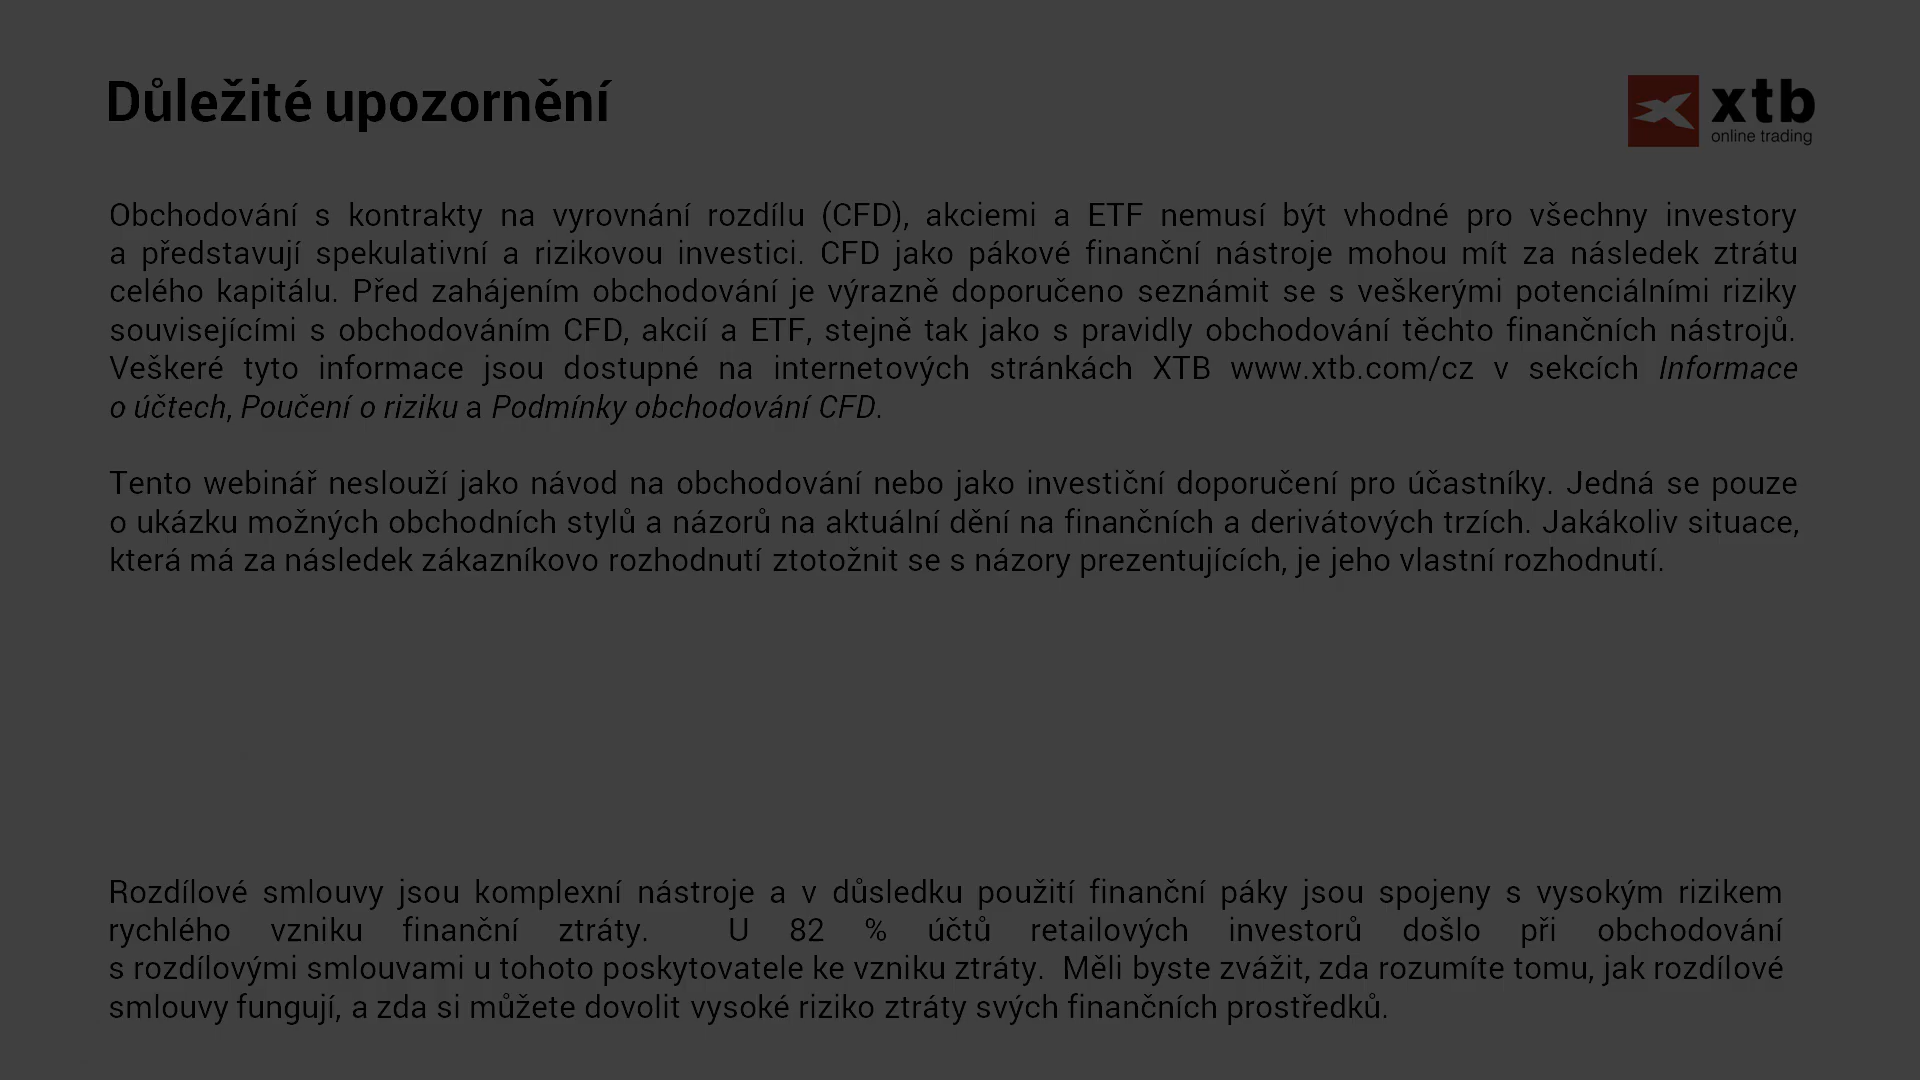 Důležité upozornění
xtb
online trading
Obchodování s kontrakty na vyrovnání rozdílu (CFD), akciemi a ETF nemusí být vhodné pro všechny investory
a představují spekulativní a rizikovou investici. CFD jako pákové finanční nástroje mohou mít za následek ztrátu
celého kapitálu. Před zahájením obchodování je výrazně doporučeno seznámit se s veškerými potenciálními riziky
souvisejícími s obchodováním CFD, akcií a ETF, stejně tak jako s pravidly obchodování těchto finančních nástrojů.
Veškeré tyto informace jsou dostupné na internetových stránkách XTB www.xtb.com/cz v sekcích Informace
o účtech, Poučení o riziku a Podmínky obchodování CFD.
Tento webinář neslouží jako návod na obchodování nebo jako investiční doporučení pro účastníky. Jedná se pouze
o ukázku možných obchodních stylů a názorů na aktuální dění na finančních a derivátových trzích. Jakákoliv situace,
která má za následek zákazníkovo rozhodnutí ztotožnit se s názory prezentujících, je jeho vlastní rozhodnutí.
Rozdílové smlouvy jsou komplexní nástroje a v důsledku použití finanční páky jsou spojeny s vysokým rizikem
rychlého vzniku finanční ztráty. U 82 % účtů retailových investorů došlo při obchodování
s rozdílovými smlouvami u tohoto poskytovatele ke vzniku ztráty. Měli byste zvážit, zda rozumíte tomu, jak rozdílové
smlouvy fungují, a zda si můžete dovolit vysoké riziko ztráty svých finančních prostředků.